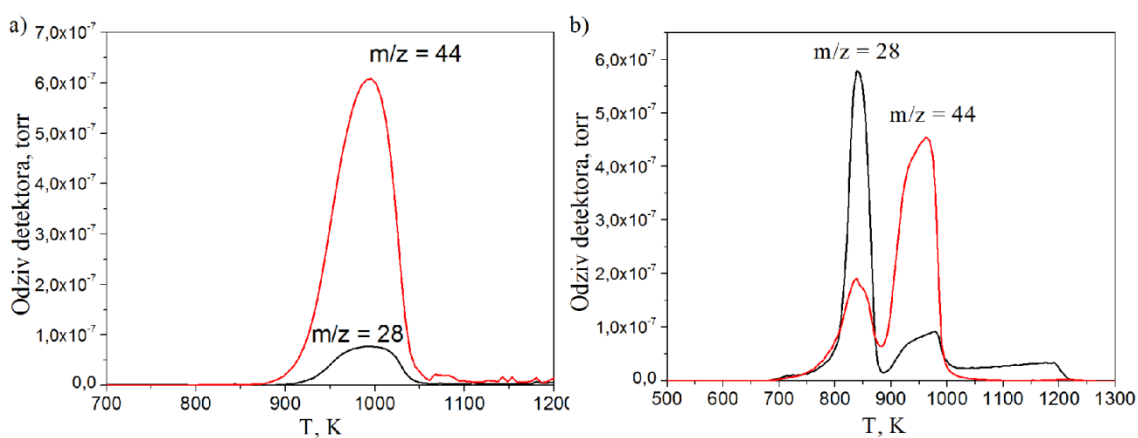 a)
Odziv detektora, torr
7,0x10⁻⁷
6,0x10⁻⁷
5,0x10⁻⁷
4,0x10⁻⁷
3,0x10⁻⁷
2,0x10⁻⁷
1,0x10⁻⁷
0,0
m/z = 44
m/z = 28
700 800 900 1000 1100 1200
T, K
b)
Odziv detektora, torr
6,0x10⁻⁷
5,0x10⁻⁷
4,0x10⁻⁷
3,0x10⁻⁷
2,0x10⁻⁷
1,0x10⁻⁷
0,0
m/z = 28
m/z = 44
500 600 700 800 900 1000 1100 1200 1300
T, K